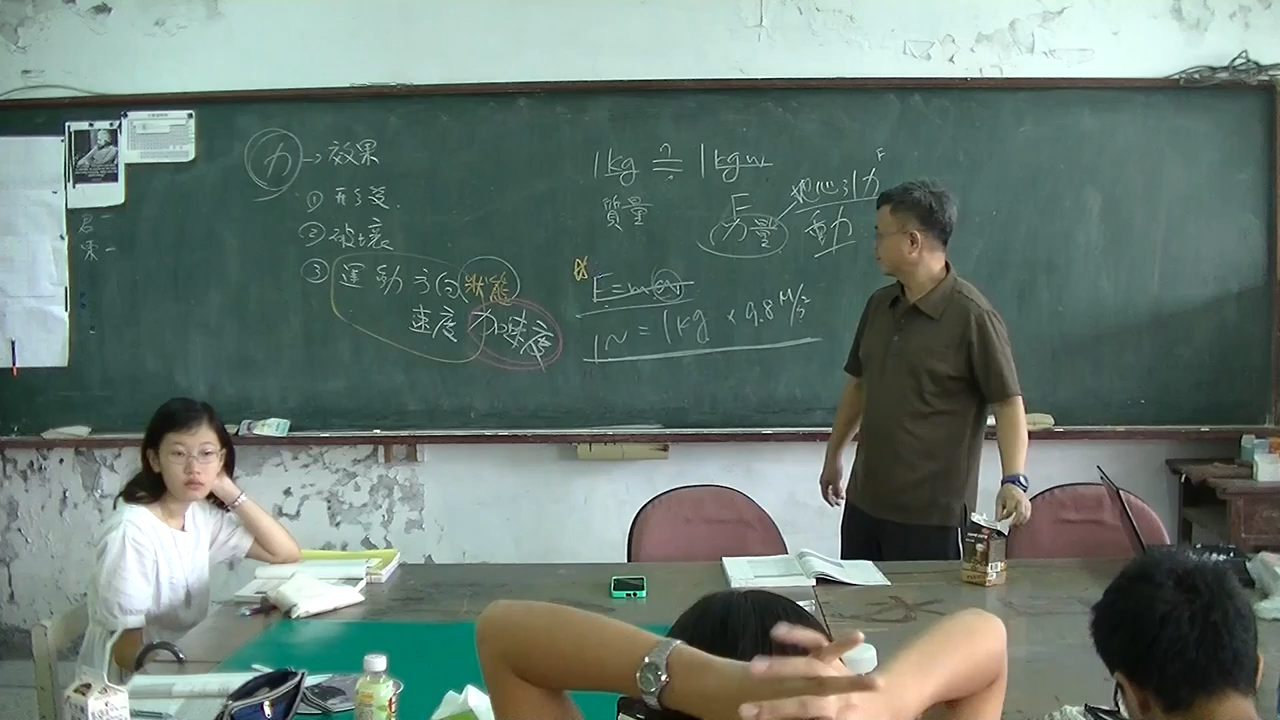 力→效果
① 形變
② 破壞
③ 運動方向狀態
速度 加速度
1kg ≟ 1kgw
質量
F
力量
地心引力
F
重力
F=ma
1N = 1kg × 9.8 M/s²